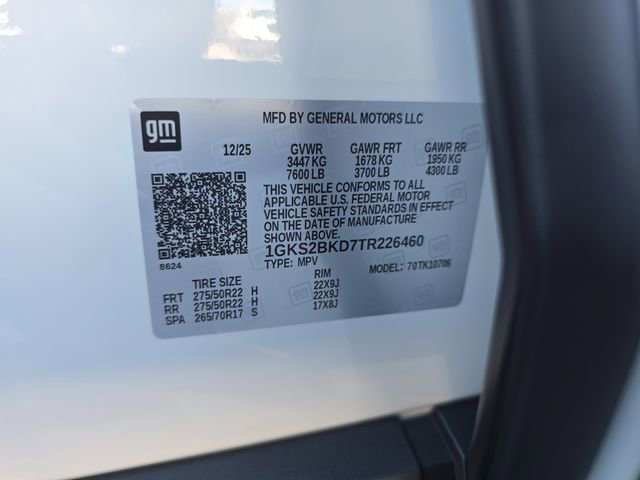 gm
MFD BY GENERAL MOTORS LLC
12/25 GVWR GAWR FRT GAWR RR
3447 KG 1678 KG 1950 KG
7600 LB 3700 LB 4300 LB
THIS VEHICLE CONFORMS TO ALL
APPLICABLE U.S. FEDERAL MOTOR
VEHICLE SAFETY STANDARDS IN EFFECT
ON THE DATE OF MANUFACTURE
1GKS2BKD7TR226460
8624 TYPE: MPV MODEL: 70TK10706
TIRE SIZE RIM
FRT 275/50R22 H 22X9J
RR 275/50R22 H 22X9J
SPA 265/70R17 S 17X8J